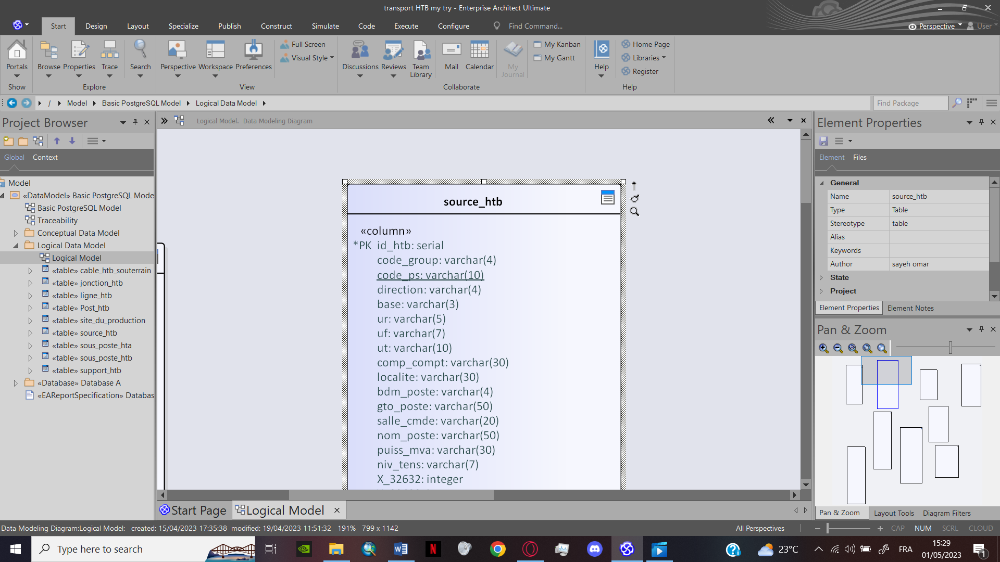 transport HTB my try - Enterprise Architect Ultimate
Start Design Layout Specialize Publish Construct Simulate Code Execute Configure Find Command... Perspective User
Portals Browse Properties Trace Search Perspective Workspace Preferences Full Screen Visual Style Discussions Reviews Team Library Mail Calendar My Journal My Kanban My Gantt Help Home Page Libraries Register
Show Explore View Collaborate Help
/ Model Basic PostgreSQL Model Logical Data Model Find Package
Project Browser
Global Context
Model
«DataModel» Basic PostgreSQL Mode
Basic PostgreSQL Model
Traceability
Conceptual Data Model
Logical Data Model
Logical Model
«table» cable_htb_souterrain
«table» jonction_htb
«table» ligne_htb
«table» Post_htb
«table» site_du_production
«table» source_htb
«table» sous_poste_hta
«table» sous_poste_htb
«table» support_htb
«Database» Database A
«EAReportSpecification» Databas
Logical Model. Data Modeling Diagram
source_htb
«column»
*PK id_htb: serial
code_group: varchar(4)
code_ps: varchar(10)
direction: varchar(4)
base: varchar(3)
ur: varchar(5)
uf: varchar(7)
ut: varchar(10)
comp_compt: varchar(30)
localite: varchar(30)
bdm_poste: varchar(4)
gto_poste: varchar(50)
salle_cmde: varchar(20)
nom_poste: varchar(50)
puiss_mva: varchar(30)
niv_tens: varchar(7)
X_32632: integer
Start Page Logical Model
Element Properties
Element Files
General
Name source_htb
Type Table
Stereotype table
Alias
Keywords
Author sayeh omar
State
Project
Element Properties Element Notes
Pan & Zoom
Pan & Zoom Layout Tools Diagram Filters
Data Modeling Diagram:Logical Model: created: 15/04/2023 17:35:38 modified: 19/04/2023 11:51:32 191% 799 x 1142 All Perspectives CAP NUM SCRL CLOUD
Type here to search 23°C FRA 15:29
01/05/2023 1